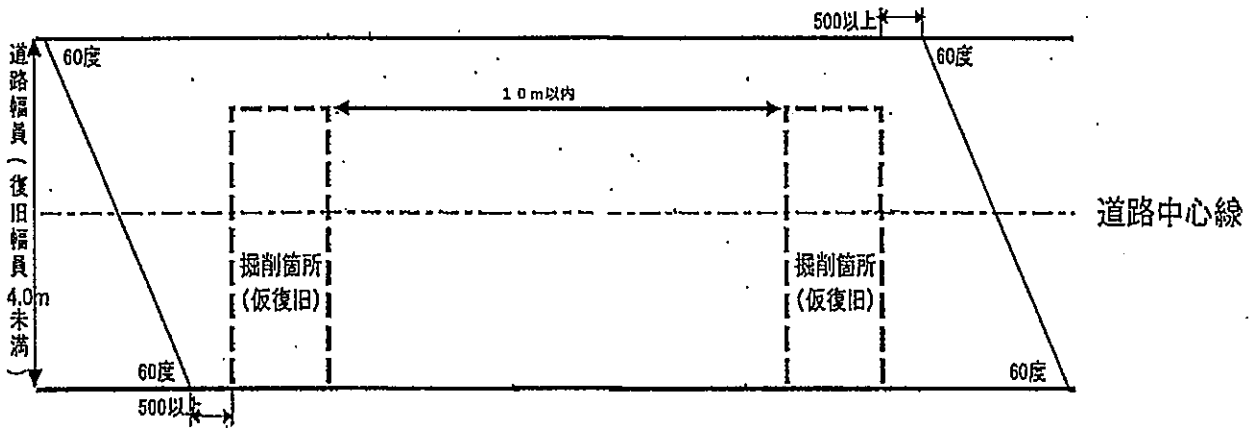 500以上
60度
60度
10m以内
道路幅員(復旧幅員4.0m未満)
道路中心線
掘削箇所
(仮復旧)
掘削箇所
(仮復旧)
60度
60度
500以上